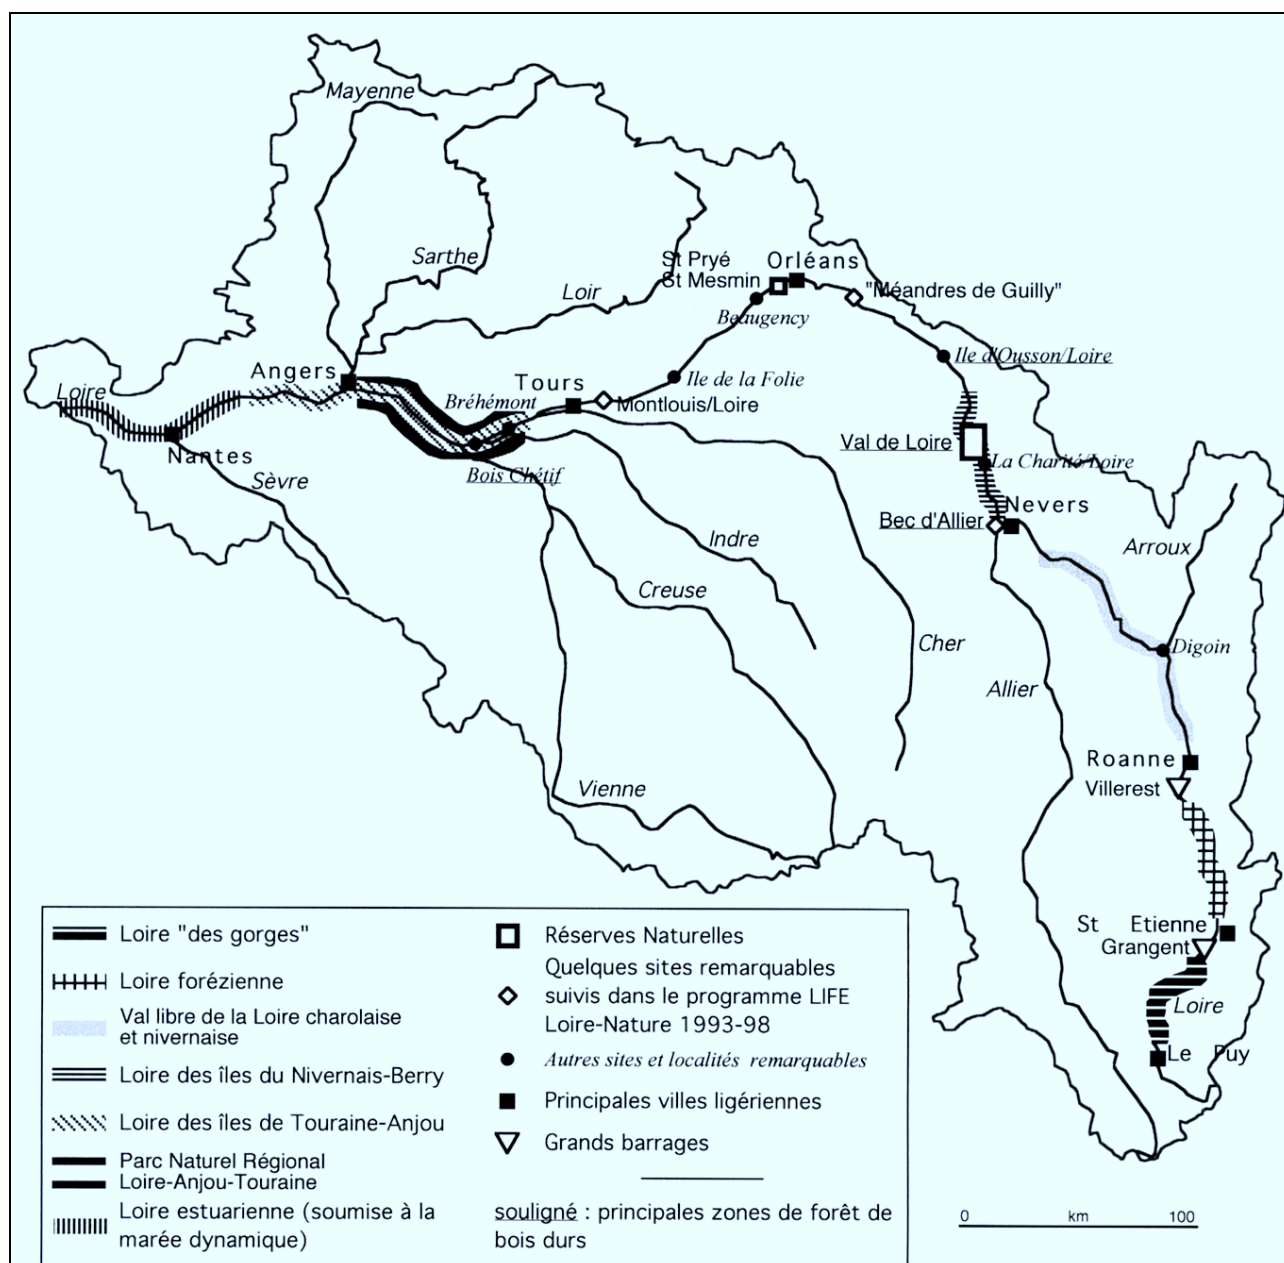 Mayenne
Sarthe
Loir
St Pryé
St Mesmin
Orléans
"Méandres de Guilly"
Beaugency
Ile d'Ousson/Loire
Angers
Loire
Tours
Ile de la Folie
Bréhémont
Montlouis/Loire
Nantes
Val de Loire
La Charité/Loire
Sèvre
Bois Chétif
Nevers
Bec d'Allier
Indre
Arroux
Creuse
Cher
Digoin
Allier
Vienne
Roanne
Villerest
St Etienne
Grangent
Loire
Le Puy
Loire "des gorges"
Loire forézienne
Val libre de la Loire charolaise
et nivernaise
Loire des îles du Nivernais-Berry
Loire des îles de Touraine-Anjou
Parc Naturel Régional
Loire-Anjou-Touraine
Loire estuarienne (soumise à la
marée dynamique)
Réserves Naturelles
Quelques sites remarquables
suivis dans le programme LIFE
Loire-Nature 1993-98
Autres sites et localités remarquables
Principales villes ligériennes
Grands barrages
souligné : principales zones de forêt de
bois durs
0 km 100